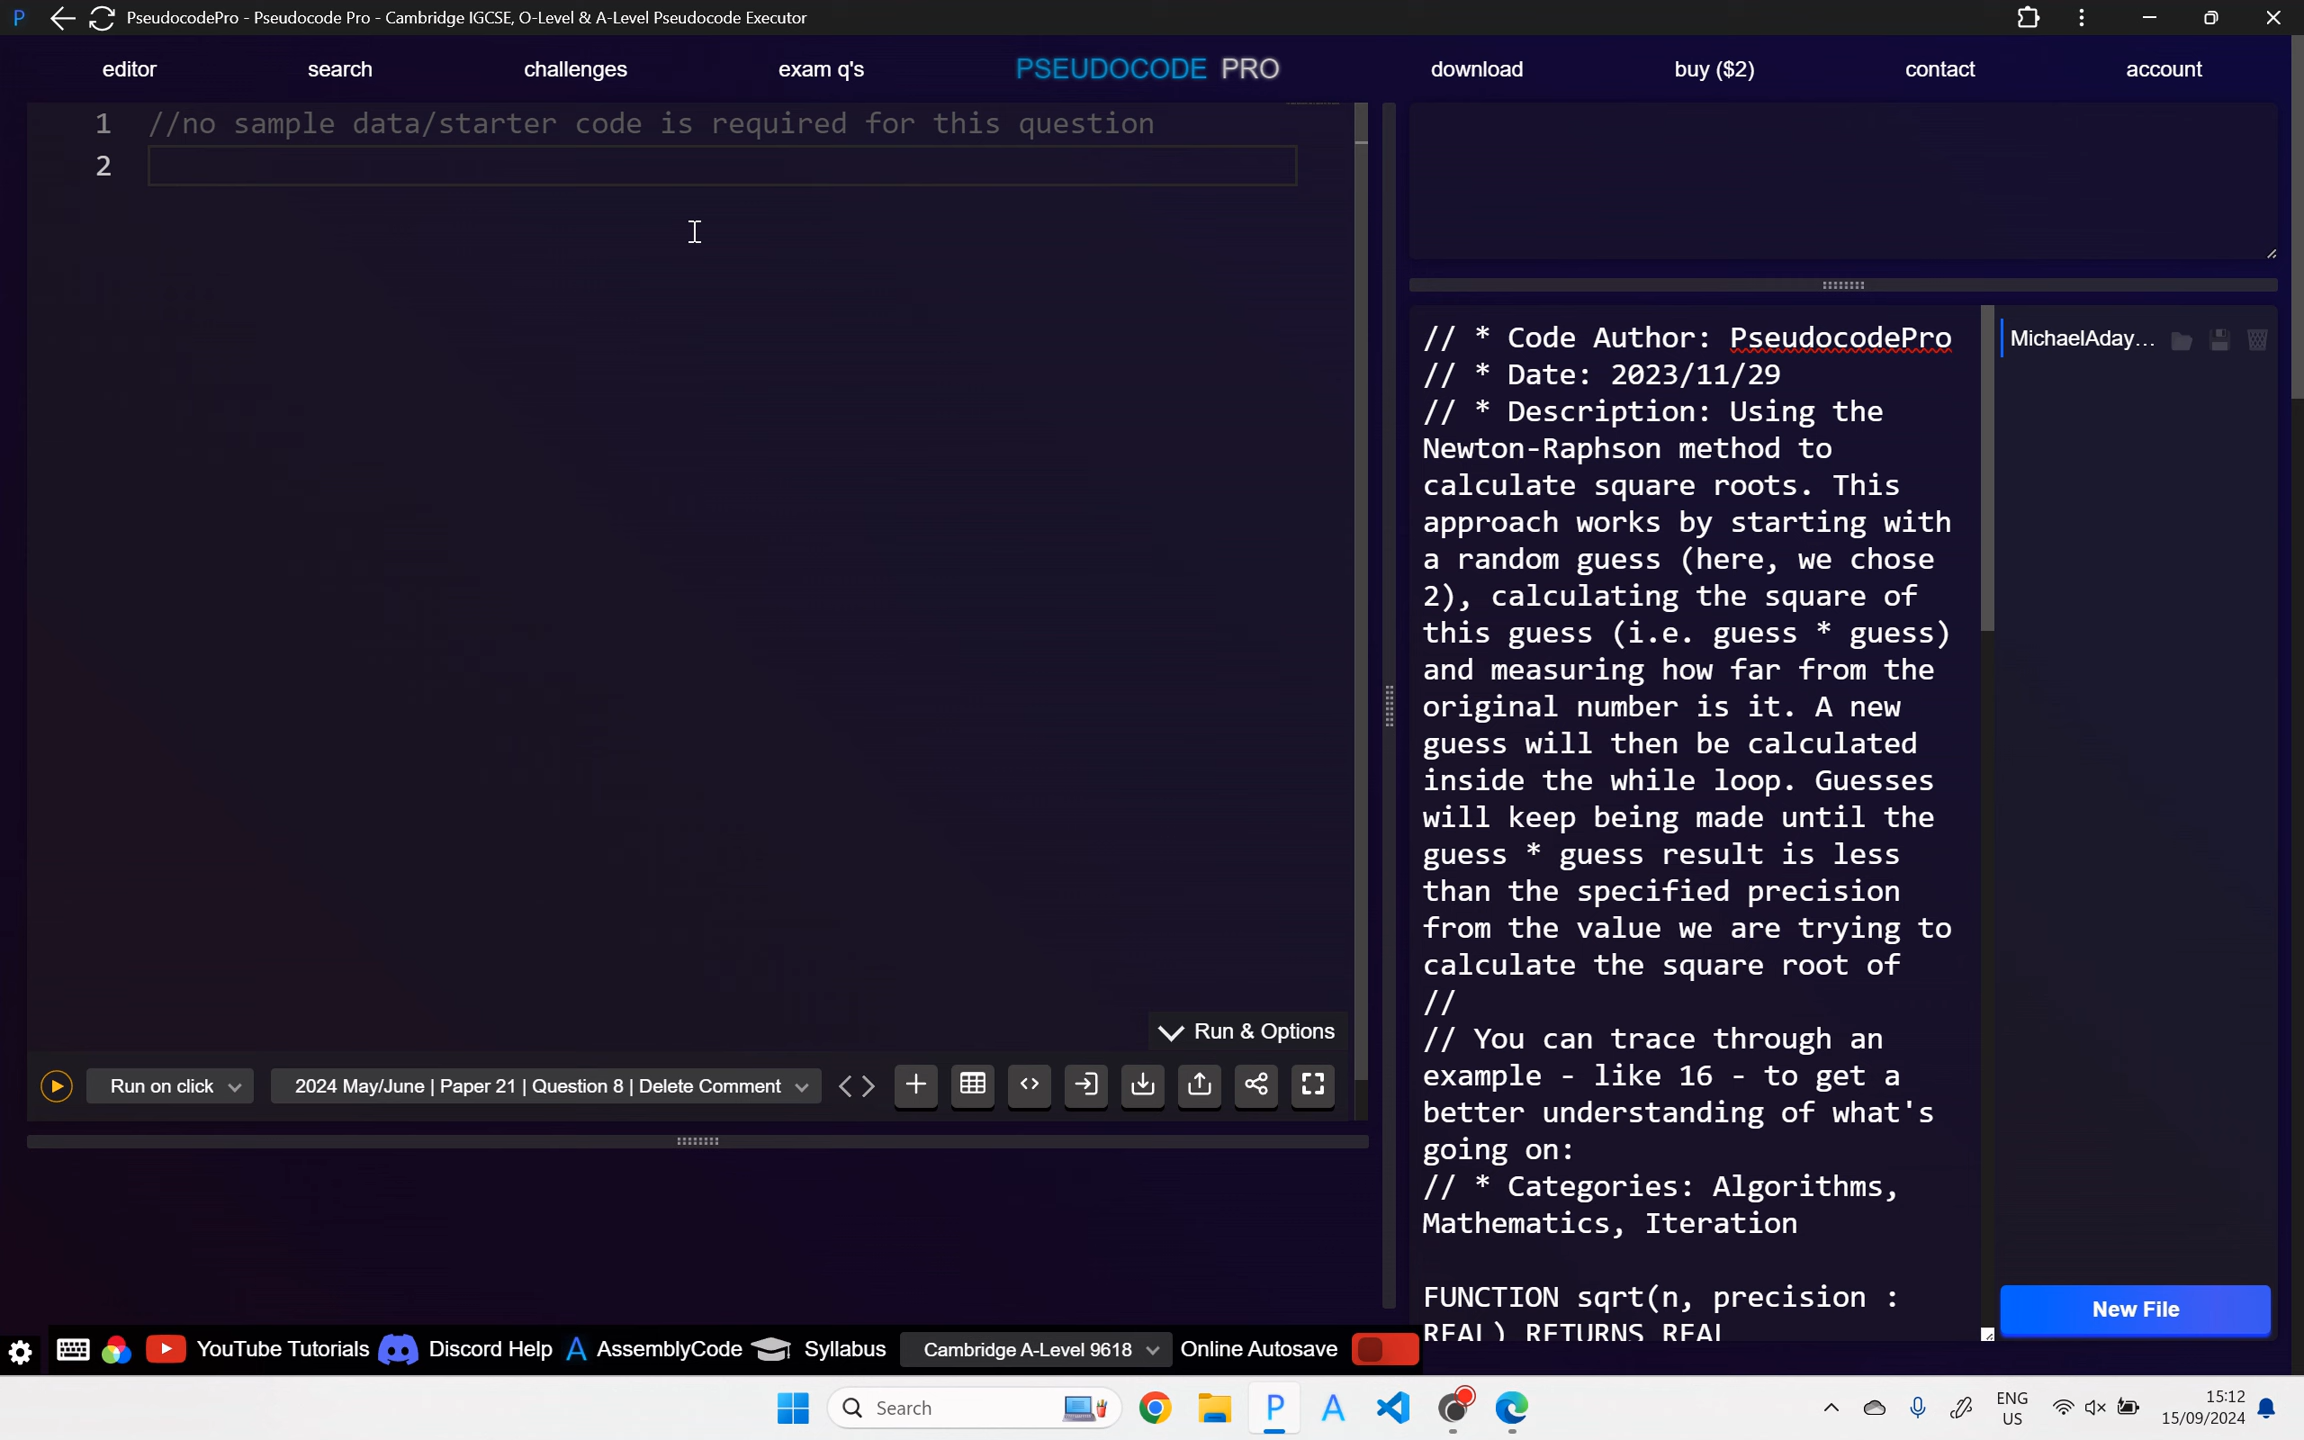 P PseudocodePro - Pseudocode Pro - Cambridge IGCSE, O-Level & A-Level Pseudocode Executor
editor search challenges exam q's PSEUDOCODE PRO download buy ($2) contact account
1 //no sample data/starter code is required for this question
2
Run & Options
Run on click 2024 May/June | Paper 21 | Question 8 | Delete Comment
// * Code Author: PseudocodePro
// * Date: 2023/11/29
// * Description: Using the
Newton-Raphson method to
calculate square roots. This
approach works by starting with
a random guess (here, we chose
2), calculating the square of
this guess (i.e. guess * guess)
and measuring how far from the
original number is it. A new
guess will then be calculated
inside the while loop. Guesses
will keep being made until the
guess * guess result is less
than the specified precision
from the value we are trying to
calculate the square root of
//
// You can trace through an
example - like 16 - to get a
better understanding of what's
going on:
// * Categories: Algorithms,
Mathematics, Iteration
FUNCTION sqrt(n, precision :
REAL) RETURNS REAL
MichaelAday...
New File
YouTube Tutorials Discord Help A AssemblyCode Syllabus Cambridge A-Level 9618 Online Autosave
Search P A ENG
US
15:12
15/09/2024